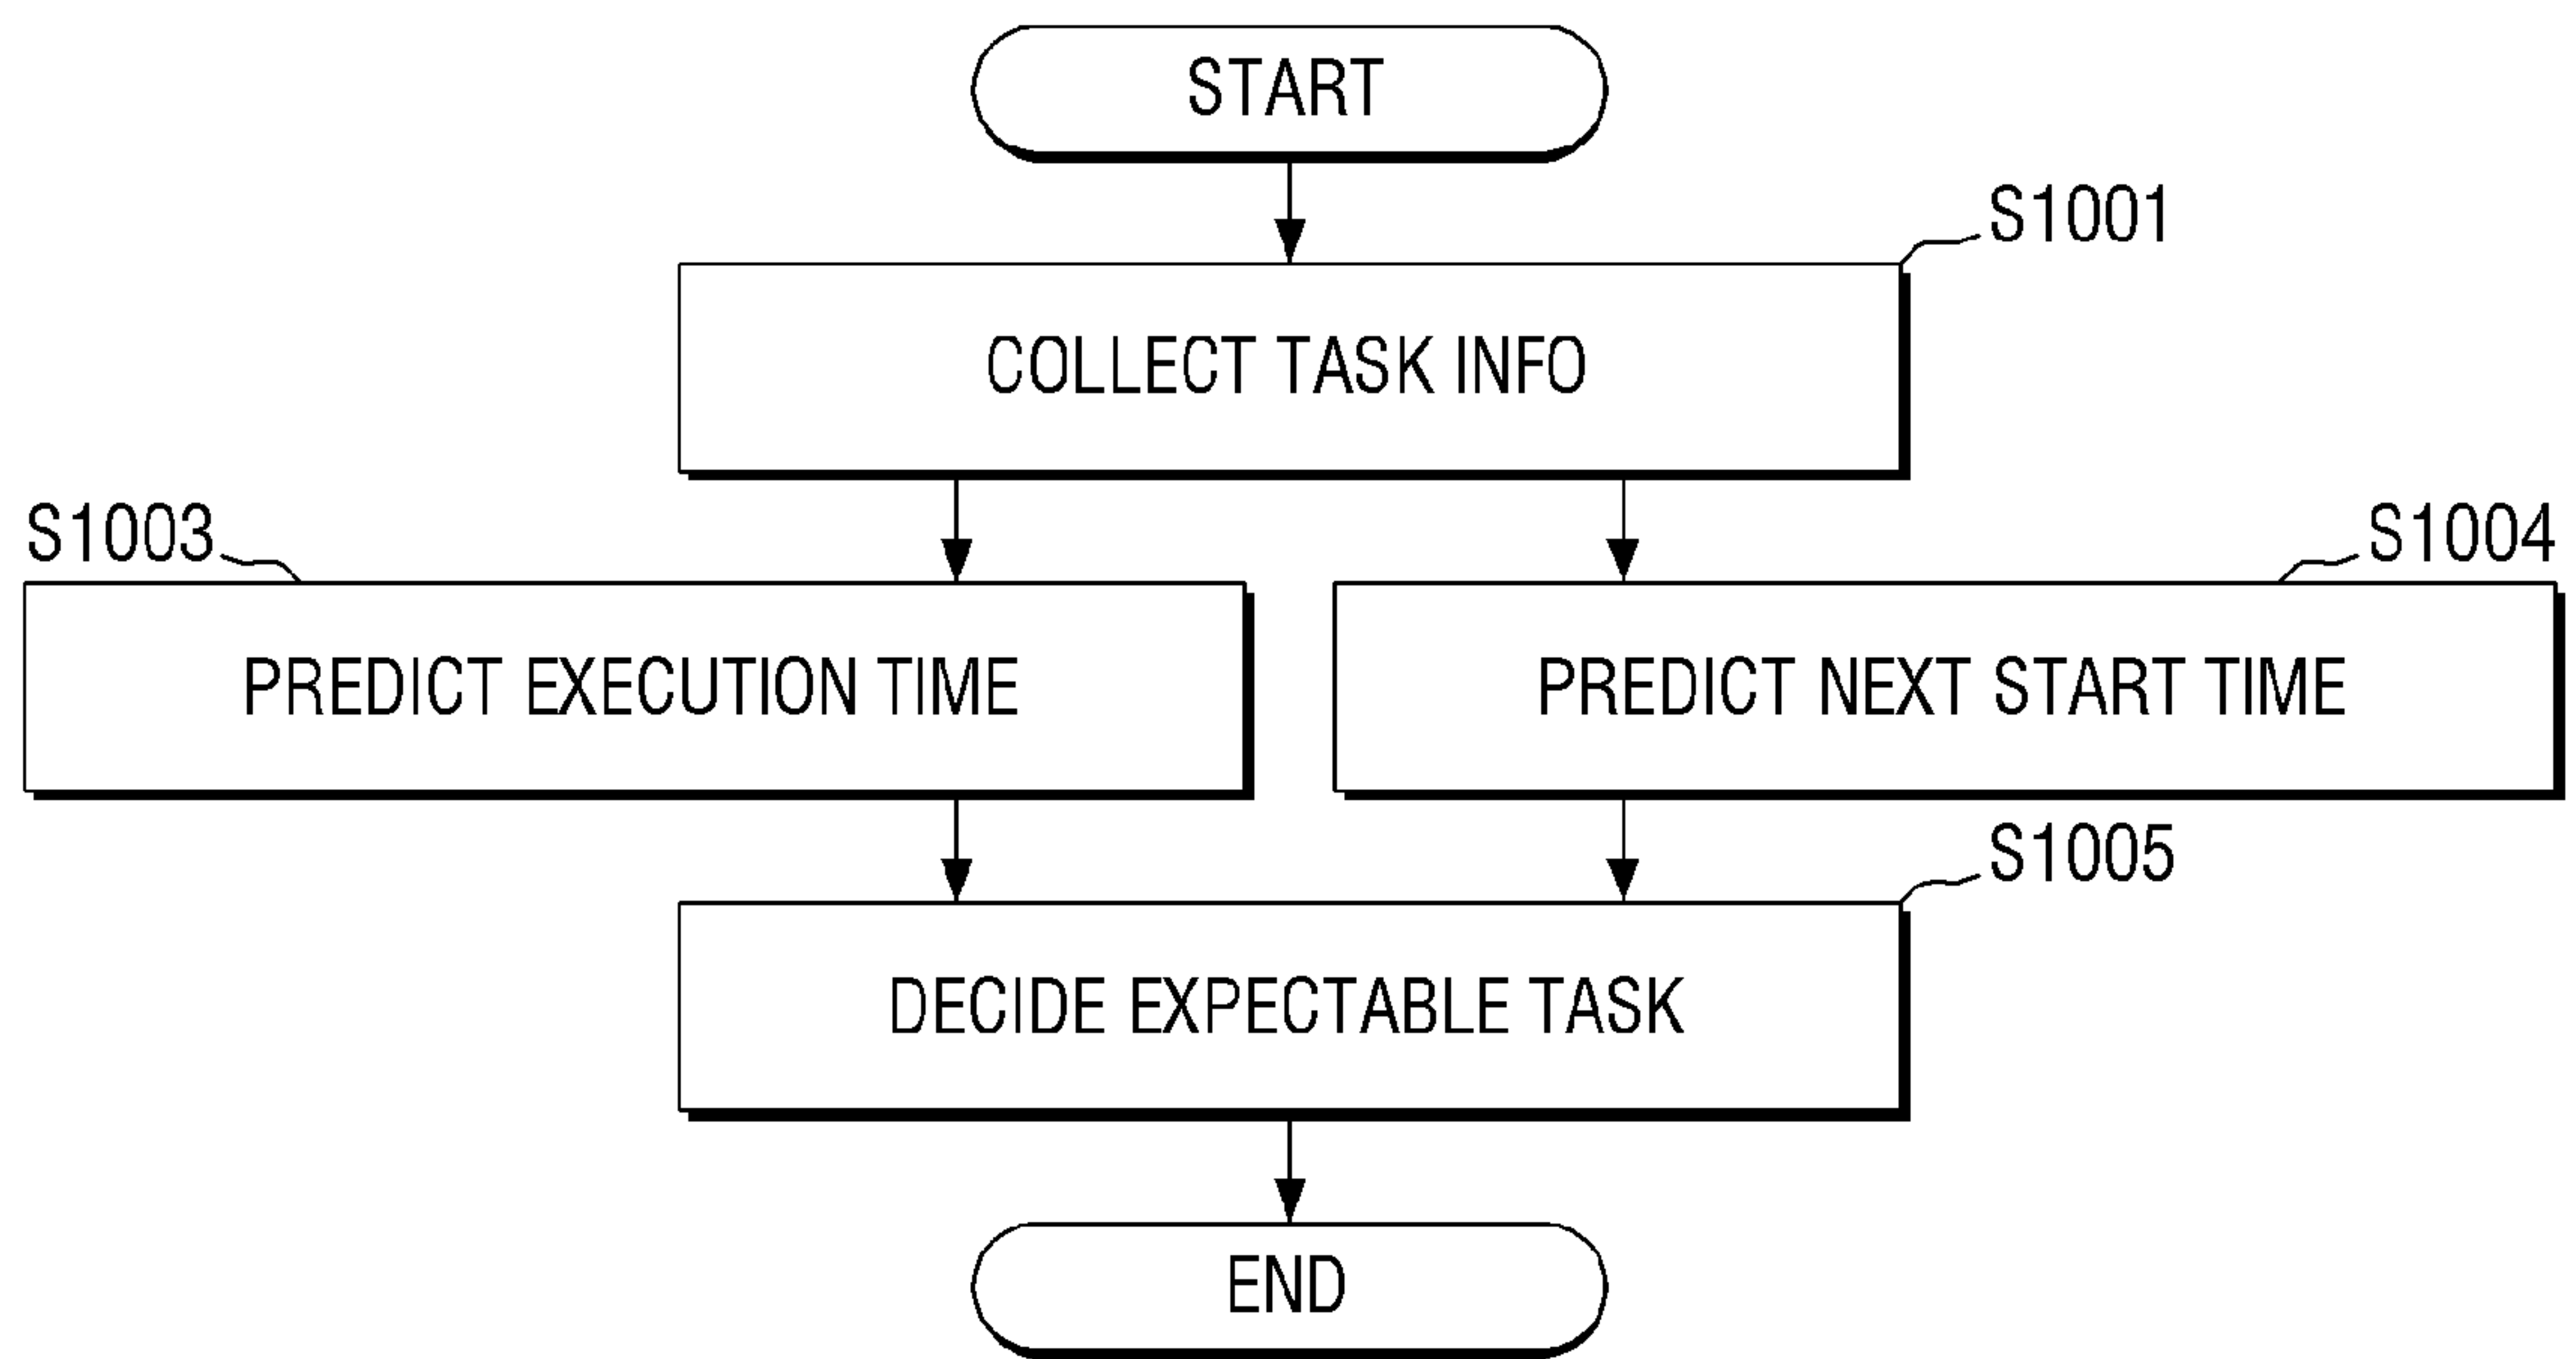 START
S1001
COLLECT TASK INFO
S1003
S1004
PREDICT EXECUTION TIME
PREDICT NEXT START TIME
S1005
DECIDE EXPECTABLE TASK
END